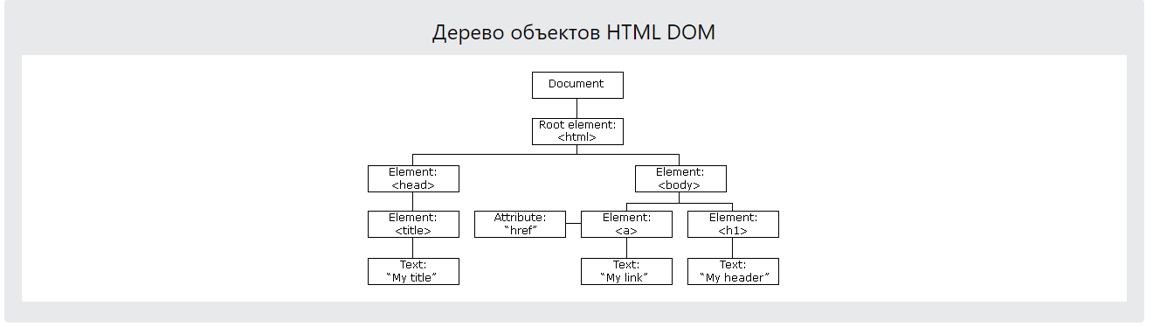 Дерево объектов HTML DOM
Document
Root element:
<html>
Element:
<head>
Element:
<body>
Element:
<title>
Attribute:
“href”
Element:
<a>
Element:
<h1>
Text:
“My title”
Text:
“My link”
Text:
“My header”